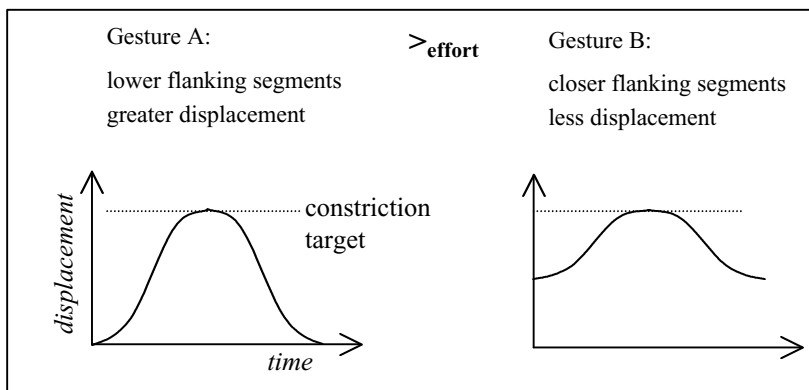 Gesture A:
>effort
Gesture B:
lower flanking segments
greater displacement
closer flanking segments
less displacement
displacement
constriction
target
time